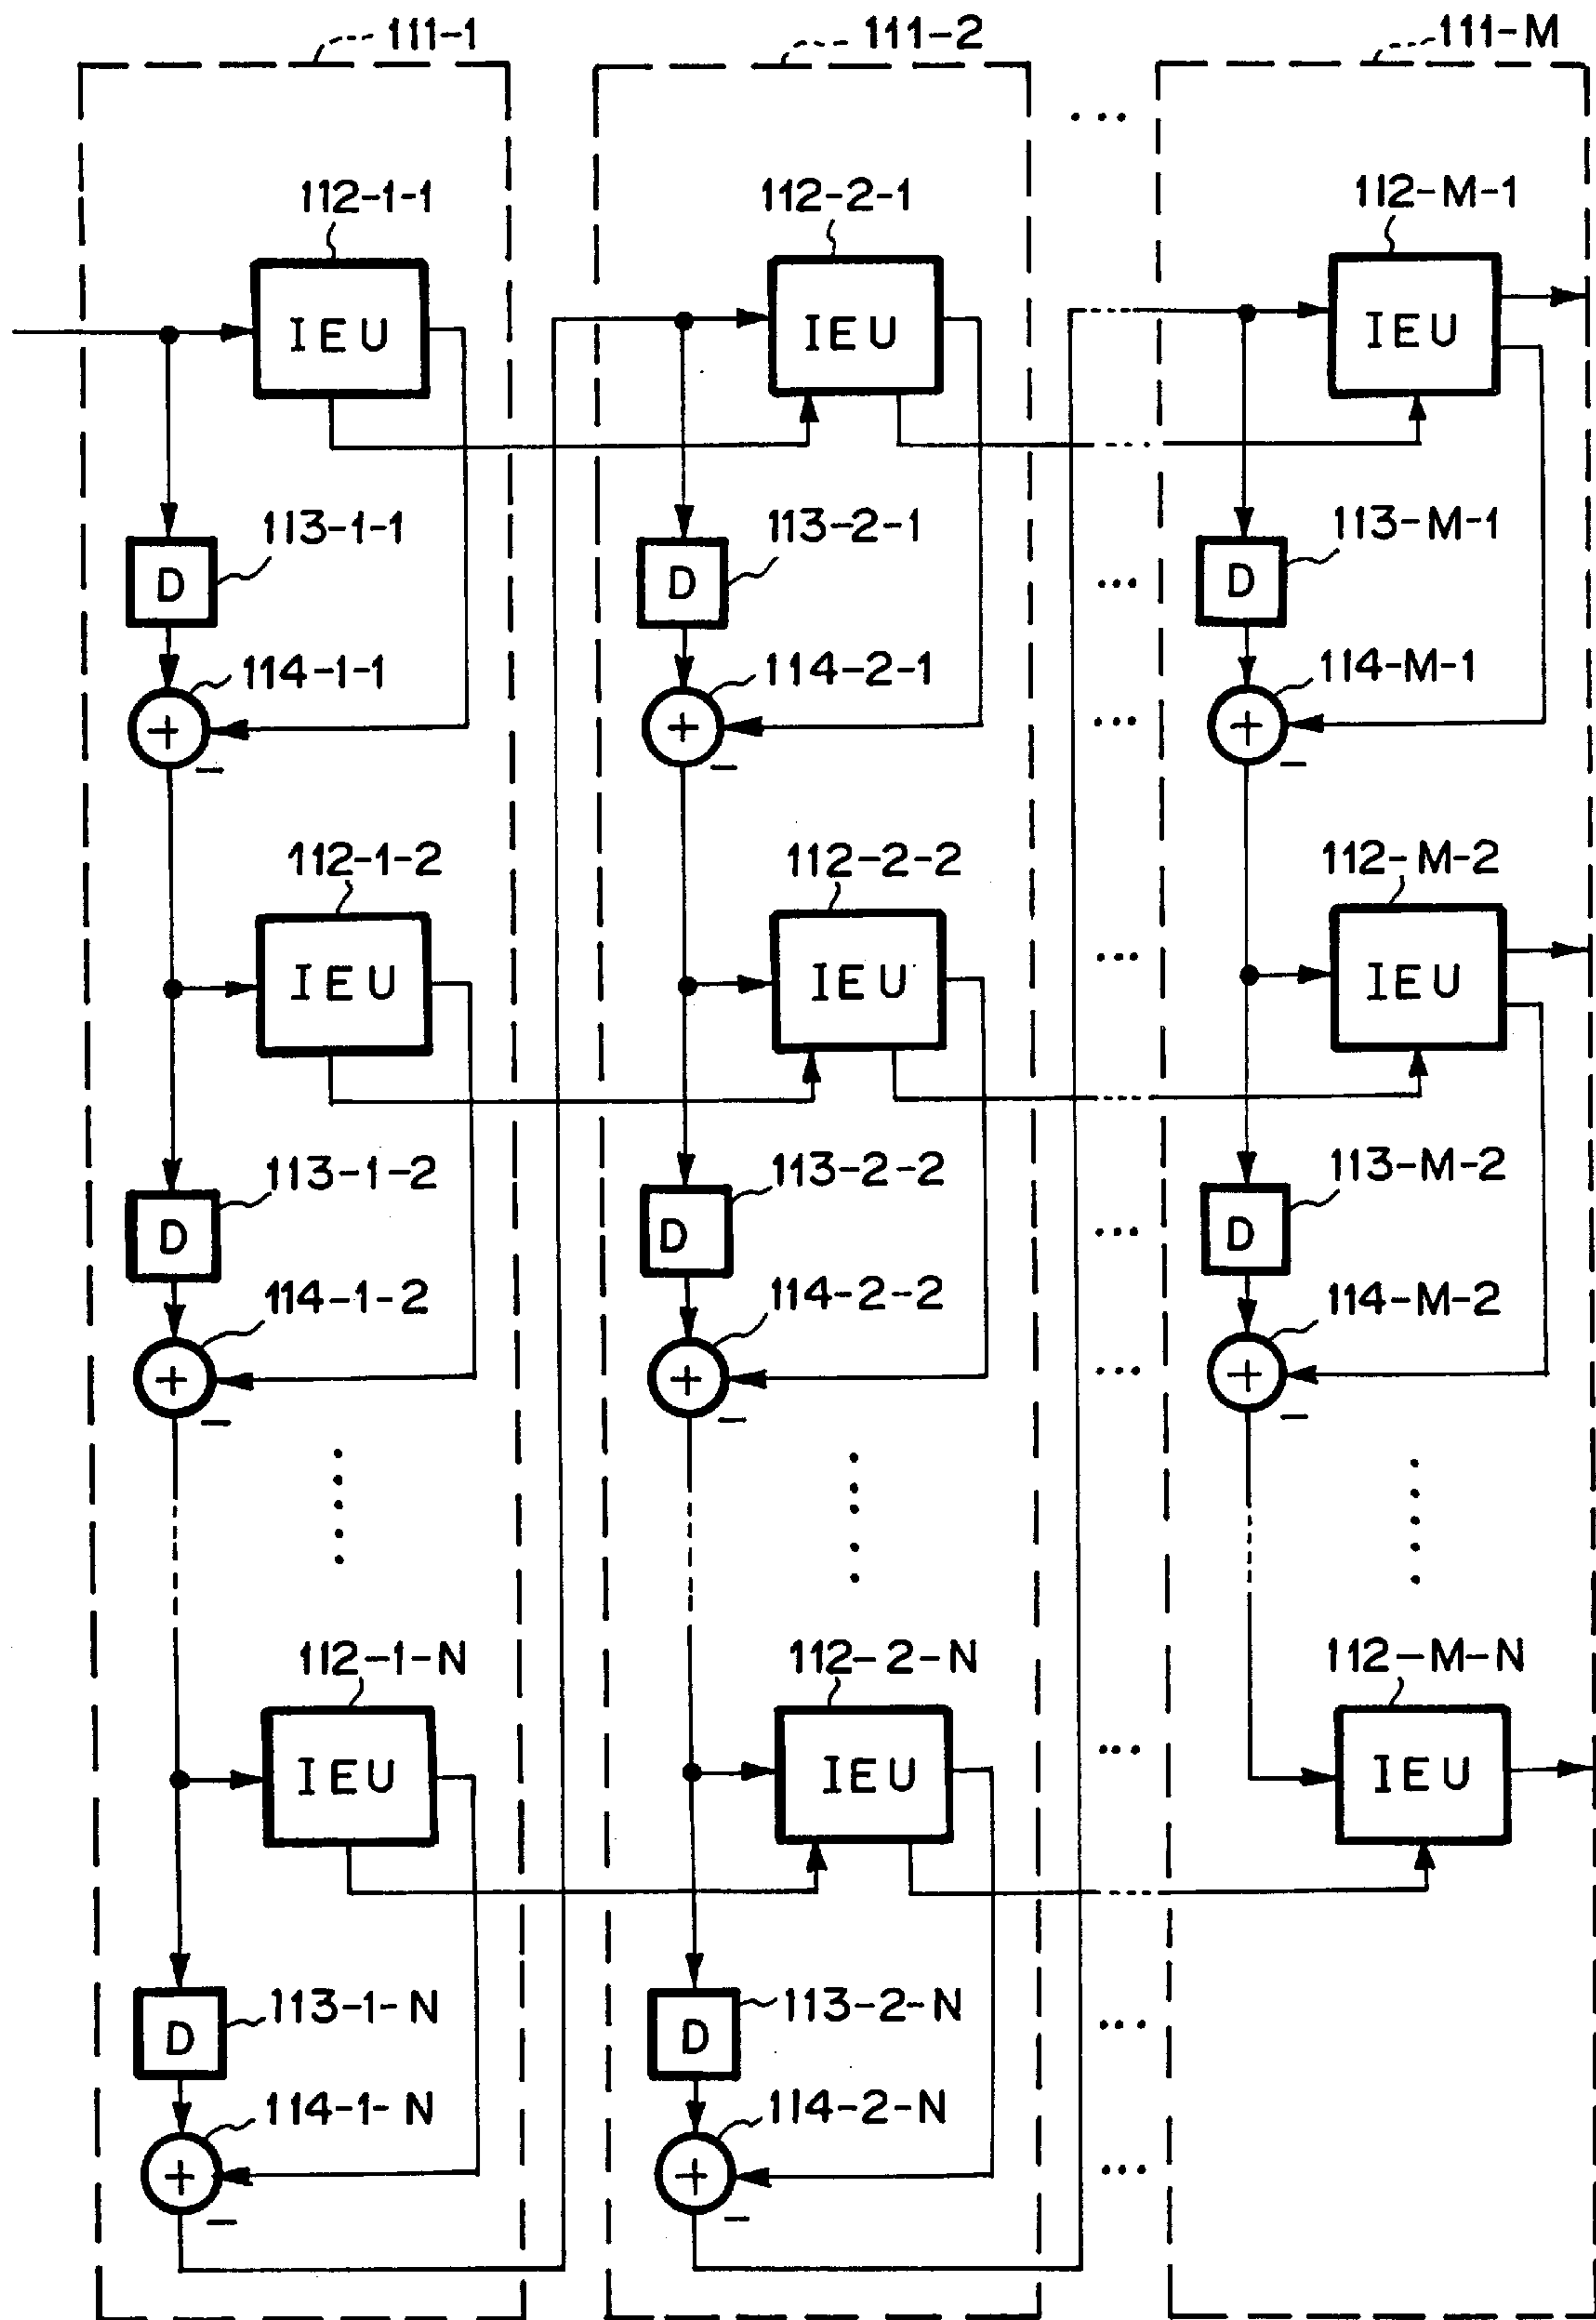 111-1 111-2 111-M
...
112-1-1 112-2-1 112-M-1
IEU IEU IEU
... 
113-1-1 113-2-1 113-M-1
D D ... D
114-1-1 114-2-1 114-M-1
+ + ... +
− − −
112-1-2 112-2-2 112-M-2
...
IEU IEU IEU
...
113-1-2 113-2-2 113-M-2
D D ... D
114-1-2 114-2-2 114-M-2
+ + ... +
− − −
112-1-N 112-2-N 112-M-N
...
IEU IEU IEU
...
113-1-N 113-2-N ...
D D
114-1-N 114-2-N
+ + ...
− −